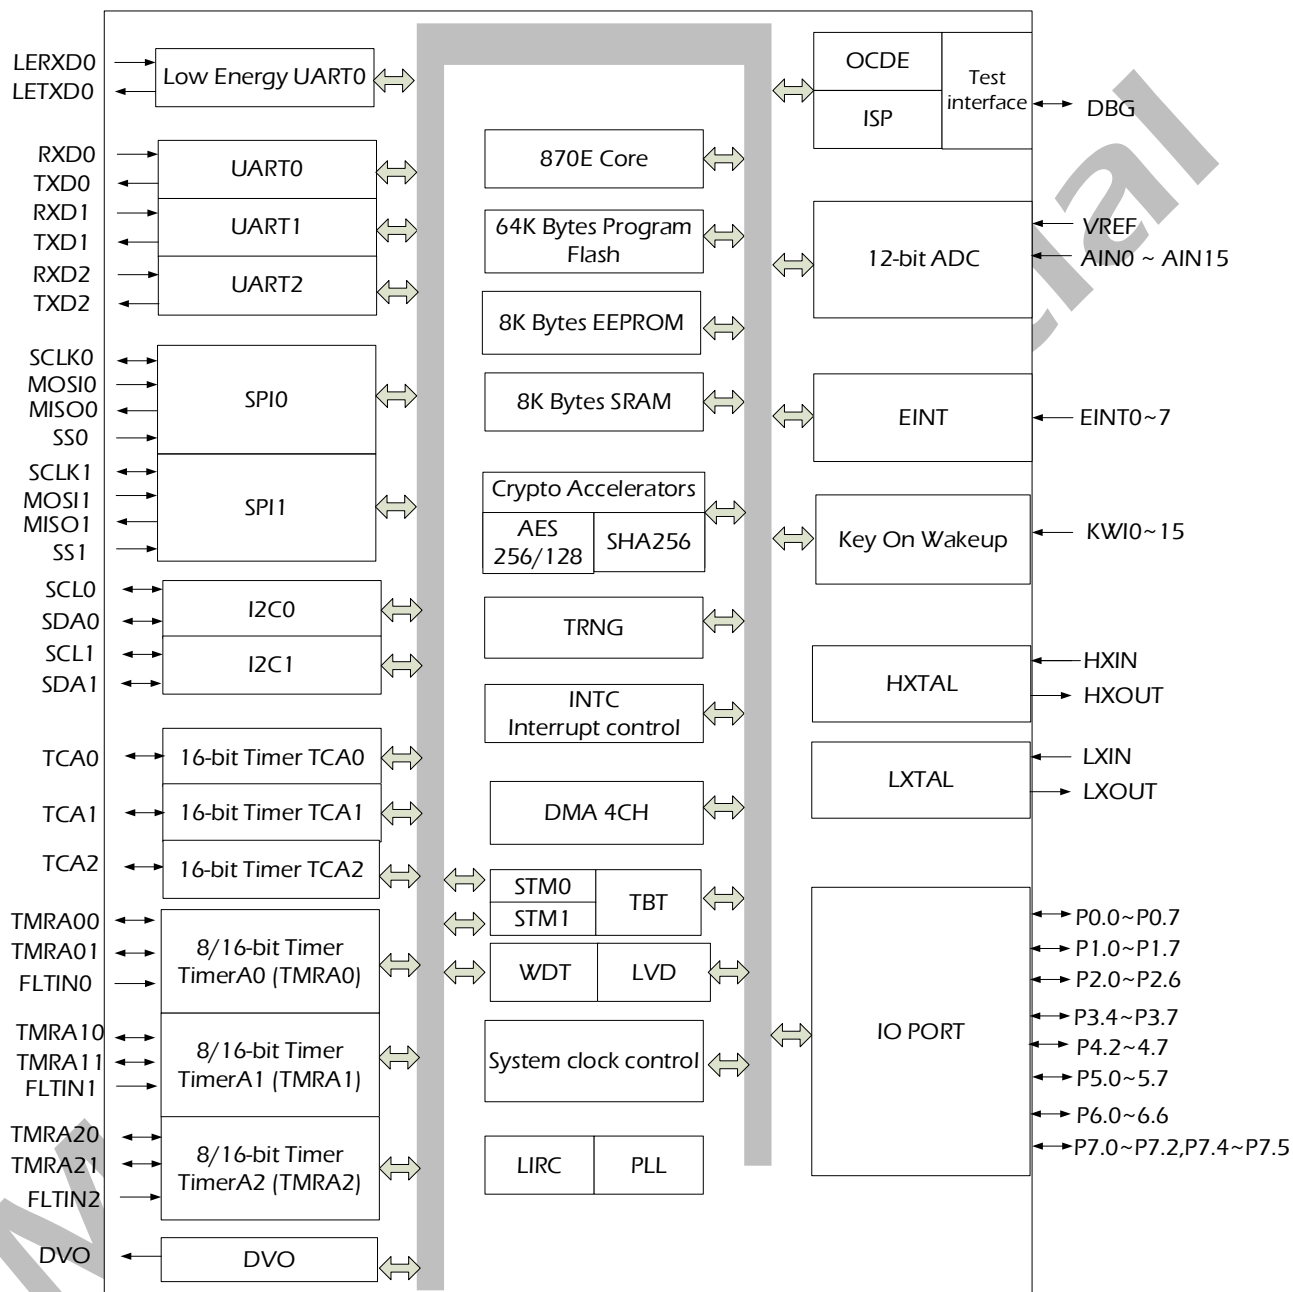 LERXD0
LETXD0
Low Energy UART0
RXD0
TXD0
UART0
RXD1
TXD1
UART1
RXD2
TXD2
UART2
SCLK0
MOSI0
MISO0
SS0
SPI0
SCLK1
MOSI1
MISO1
SS1
SPI1
SCL0
SDA0
I2C0
SCL1
SDA1
I2C1
TCA0
16-bit Timer TCA0
TCA1
16-bit Timer TCA1
TCA2
16-bit Timer TCA2
TMRA00
TMRA01
FLTIN0
8/16-bit Timer
TimerA0 (TMRA0)
TMRA10
TMRA11
FLTIN1
8/16-bit Timer
TimerA1 (TMRA1)
TMRA20
TMRA21
FLTIN2
8/16-bit Timer
TimerA2 (TMRA2)
DVO
DVO
870E Core
64K Bytes Program
Flash
8K Bytes EEPROM
8K Bytes SRAM
Crypto Accelerators
AES
256/128
SHA256
TRNG
INTC
Interrupt control
DMA 4CH
STM0
STM1
TBT
WDT
LVD
System clock control
LIRC
PLL
OCDE
ISP
Test
interface
DBG
12-bit ADC
VREF
AIN0 ~ AIN15
EINT
EINT0~7
Key On Wakeup
KWI0~15
HXTAL
HXIN
HXOUT
LXTAL
LXIN
LXOUT
IO PORT
P0.0~P0.7
P1.0~P1.7
P2.0~P2.6
P3.4~P3.7
P4.2~4.7
P5.0~5.7
P6.0~6.6
P7.0~P7.2,P7.4~P7.5